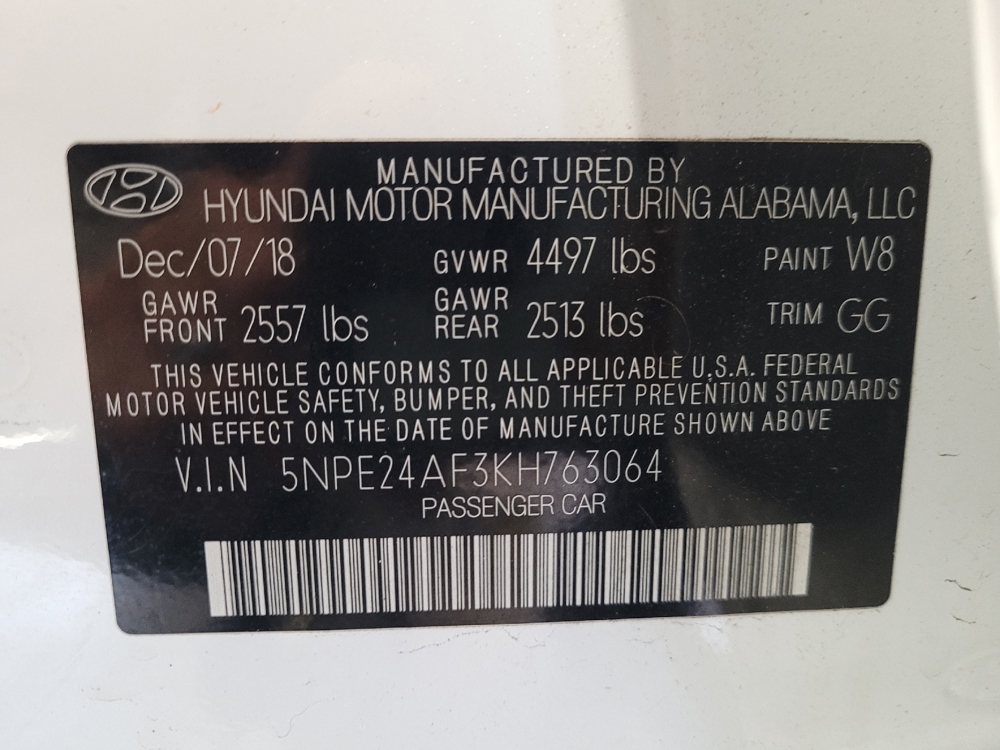 MANUFACTURED BY
HYUNDAI MOTOR MANUFACTURING ALABAMA, LLC
Dec/07/18 GVWR 4497 lbs PAINT W8
GAWR FRONT 2557 lbs GAWR REAR 2513 lbs TRIM GG
THIS VEHICLE CONFORMS TO ALL APPLICABLE U.S.A. FEDERAL
MOTOR VEHICLE SAFETY, BUMPER, AND THEFT PREVENTION STANDARDS
IN EFFECT ON THE DATE OF MANUFACTURE SHOWN ABOVE
V.I.N 5NPE24AF3KH763064
PASSENGER CAR